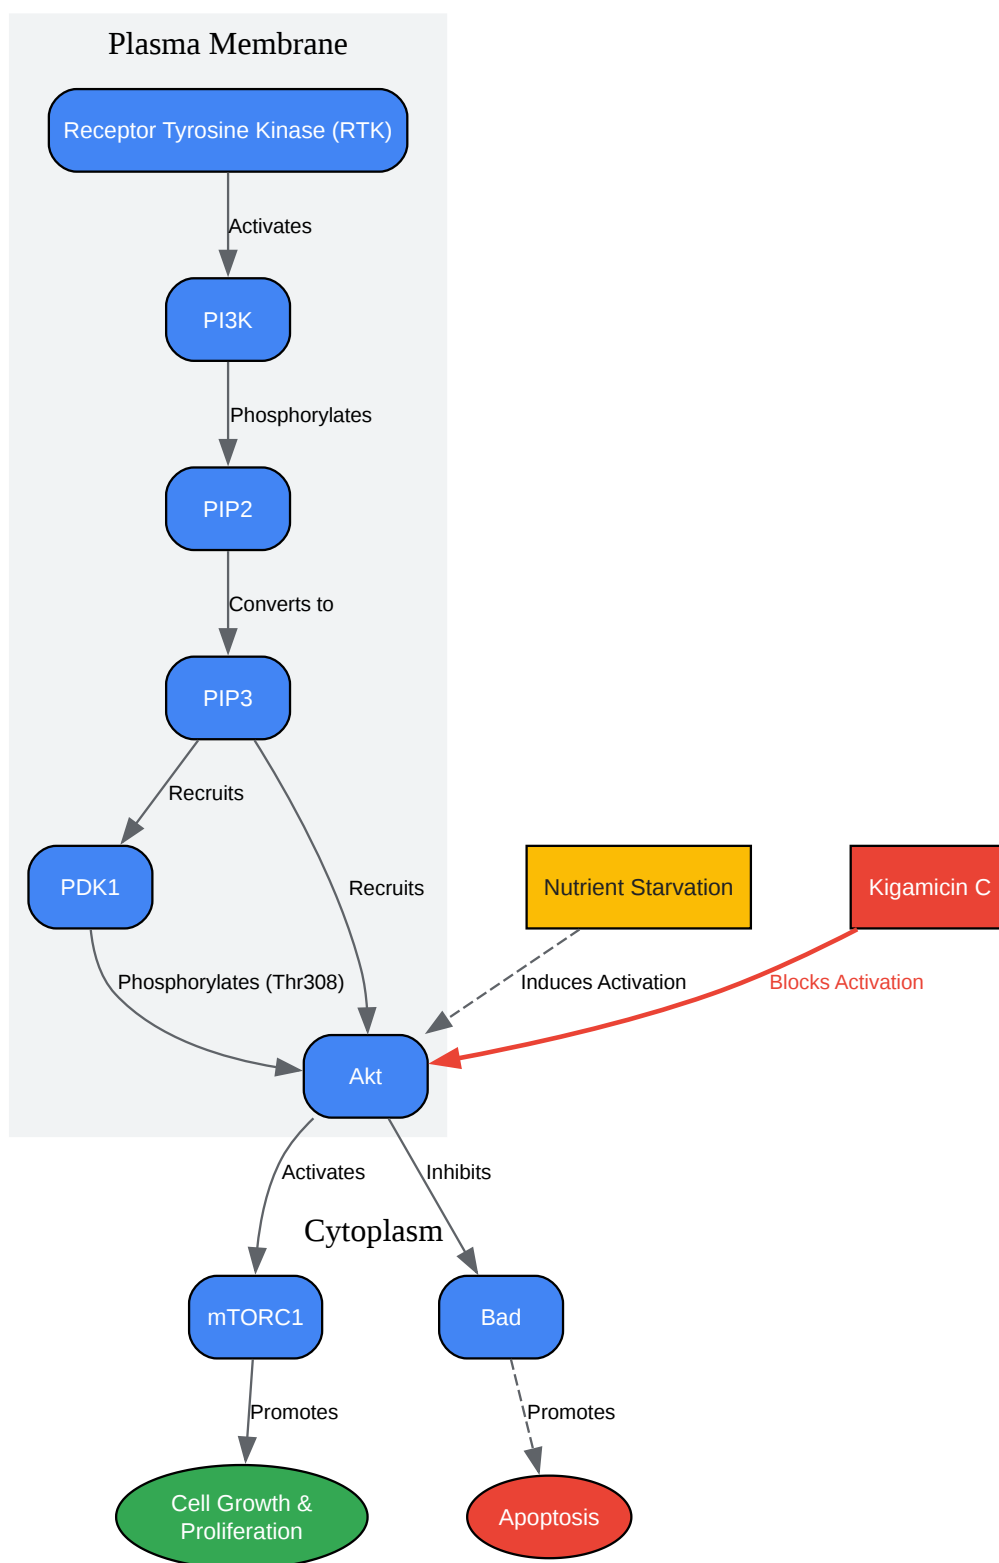 Plasma Membrane
Receptor Tyrosine Kinase (RTK)
Activates
PI3K
Phosphorylates
PIP2
Converts to
PIP3
Recruits
PDK1
Recruits
Nutrient Starvation
Kigamicin C
Phosphorylates (Thr308)
Induces Activation
Blocks Activation
Akt
Activates
Inhibits
Cytoplasm
mTORC1
Bad
Promotes
Promotes
Cell Growth &
Proliferation
Apoptosis